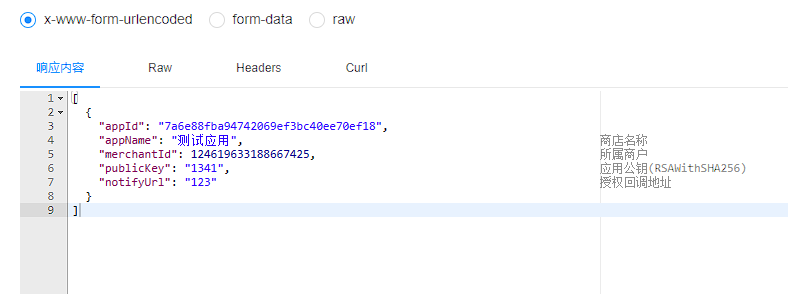 x-www-form-urlencoded form-data raw
响应内容 Raw Headers Curl
1 [
2 {
3 "appId": "7a6e88fba94742069ef3bc40ee70ef18",
4 "appName": "测试应用", 商店名称
5 "merchantId": 124619633188667425, 所属商户
6 "publicKey": "1341", 应用公钥(RSAWithSHA256)
7 "notifyUrl": "123" 授权回调地址
8 }
9 ]